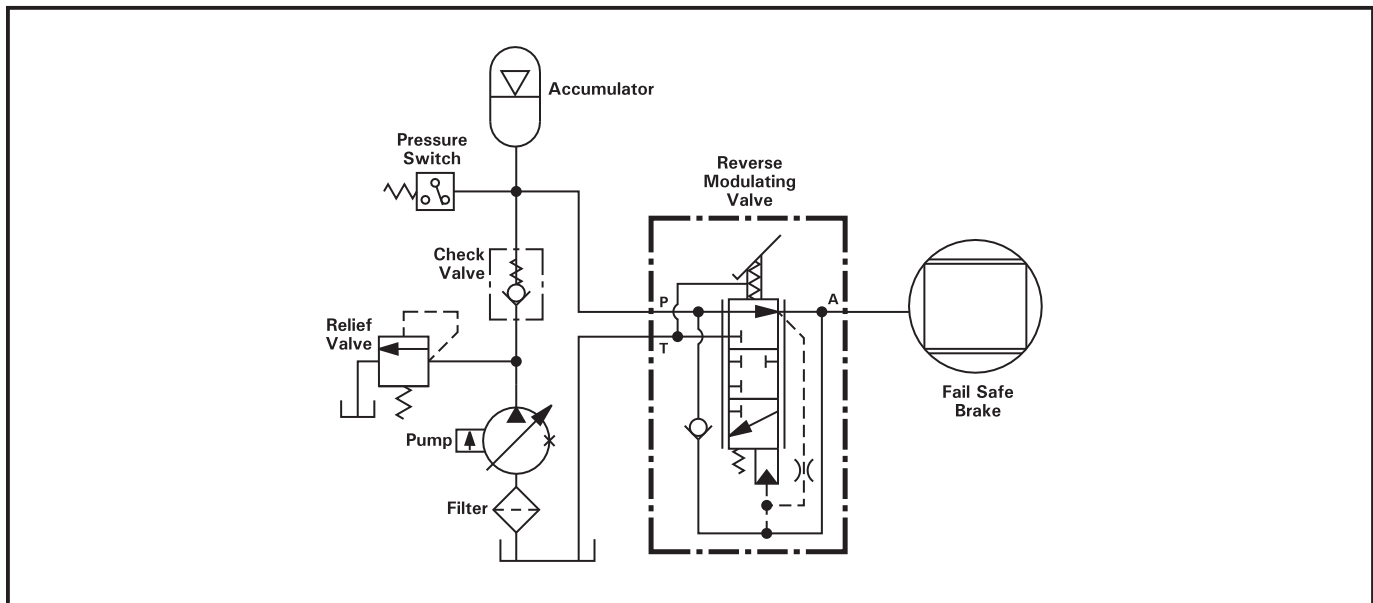 Accumulator
Pressure
Switch
Reverse
Modulating
Valve
Check
Valve
P
A
Relief
Valve
T
Fail Safe
Brake
Pump
Filter